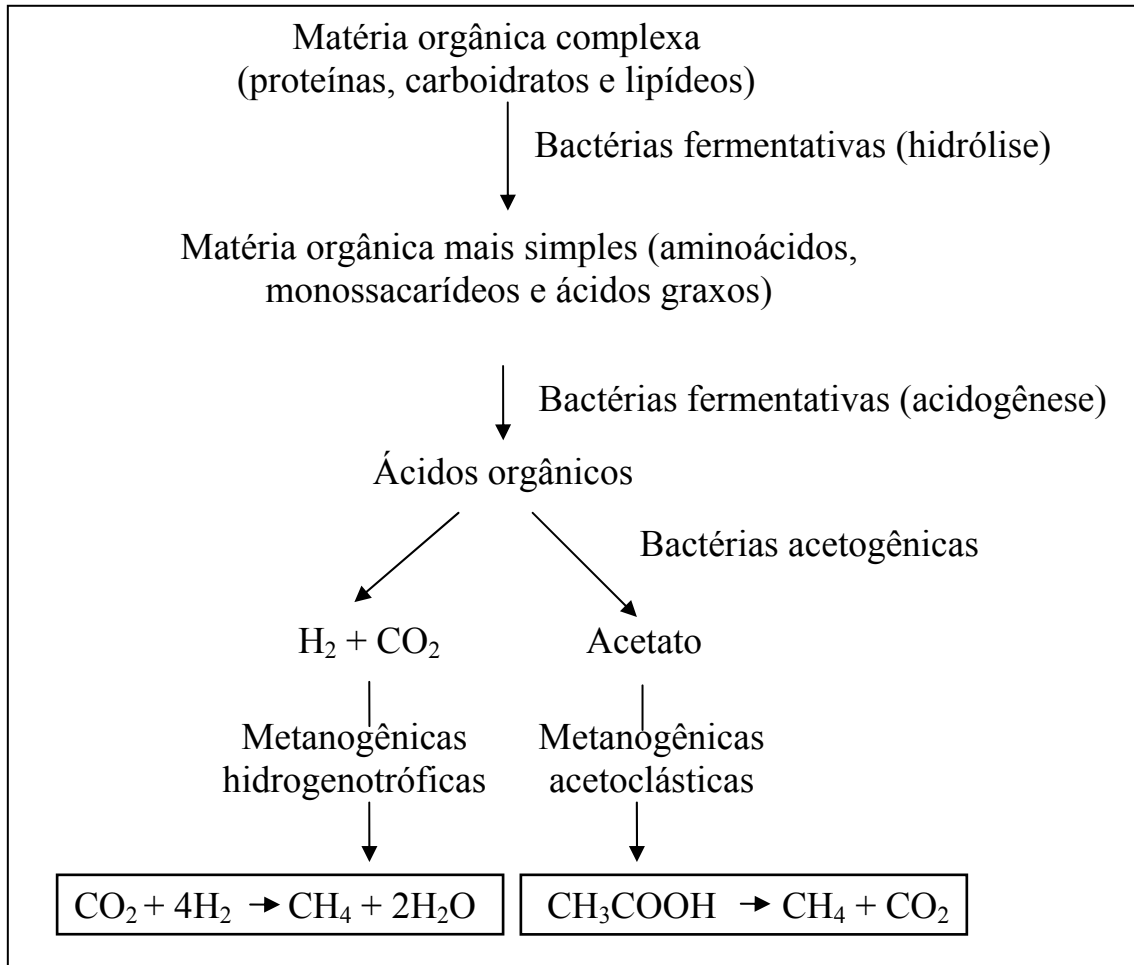 Matéria orgânica complexa
(proteínas, carboidratos e lipídeos)
Bactérias fermentativas (hidrólise)
Matéria orgânica mais simples (aminoácidos,
monossacarídeos e ácidos graxos)
Bactérias fermentativas (acidogênese)
Ácidos orgânicos
Bactérias acetogênicas
H₂ + CO₂
Acetato
Metanogênicas
hidrogenotróficas
Metanogênicas
acetoclásticas
CO₂ + 4H₂ → CH₄ + 2H₂O
CH₃COOH → CH₄ + CO₂